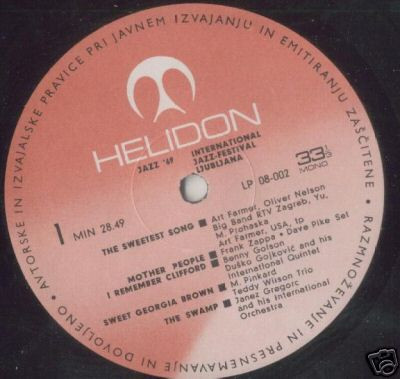 AVTORSKE IN IZVAJALSKE PRAVICE PRI JAVNEM IZVAJANJU IN EMITIRANJU ZAŠČITENE • RAZMNOŽEVANJE IN PRESNEMAVANJE NI DOVOLJENO •
HELIDON
JAZZ '69 INTERNATIONAL
JAZZ-FESTIVAL
LJUBLJANA
LP 08-002
33 1/3
MONO
1 MIN 28.49
THE SWEETEST SONG ■ Art Farmer, Oliver Nelson
Big Band RTV Zagreb, Yu.
M. Prohaska
Art Farmer, USA, tp
MOTHER PEOPLE ■ Frank Zappa • Dave Pike Set
I REMEMBER CLIFFORD ■ Benny Golson
Duško Gojković and his
International Quintet
SWEET GEORGIA BROWN ■ M. Pinkard
Teddy Wilson Trio
THE SWAMP ■ Janez Gregorc
and his International
Orchestra